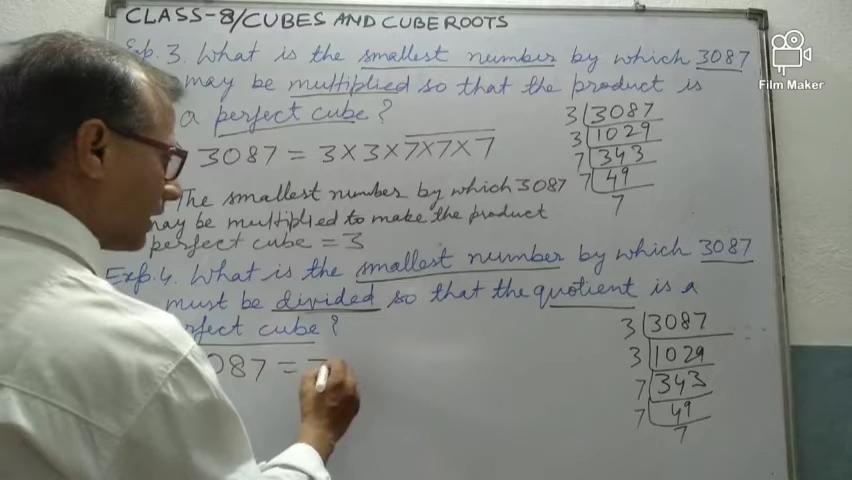 CLASS-8/CUBES AND CUBE ROOTS
Exp. 3. What is the smallest number by which 3087
may be multiplied so that the product is
a perfect cube?
3087 = 3×3×7×7×7
3 3087
3 1029
7 343
7 49
7
The smallest number by which 3087
may be multiplied to make the product
perfect cube = 3
Exp. 4. What is the smallest number by which 3087
must be divided so that the quotient is a
rfect cube?
087 =
3 3087
3 1029
7 343
7 49
7
Film Maker